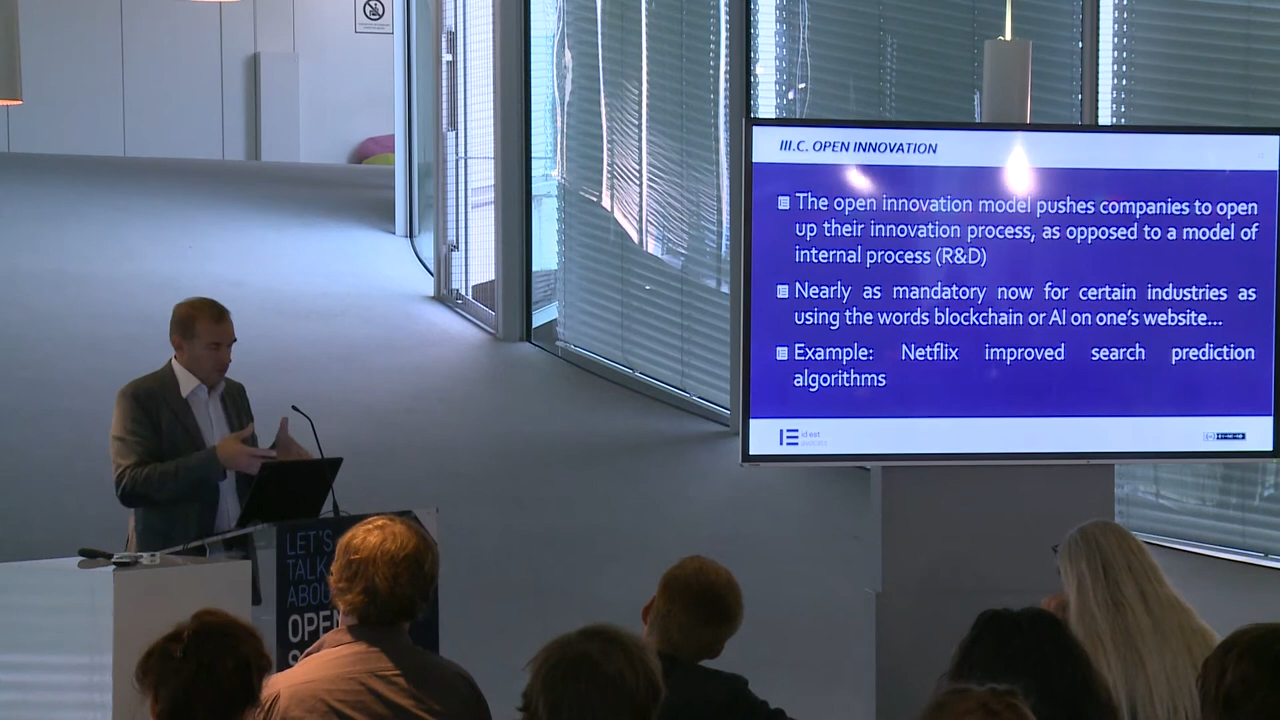 III.C. OPEN INNOVATION
The open innovation model pushes companies to open
up their innovation process, as opposed to a model of
internal process (R&D)
Nearly as mandatory now for certain industries as
using the words blockchain or AI on one's website...
Example: Netflix improved search prediction
algorithms
id est
LET'S
TALK
ABOU
OPEN